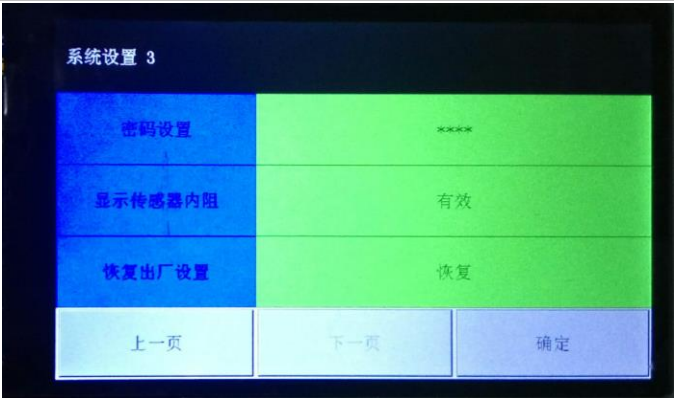 系统设置 3
密码设置 ****
显示传感器内阻 有效
恢复出厂设置 恢复
上一页 下一页 确定